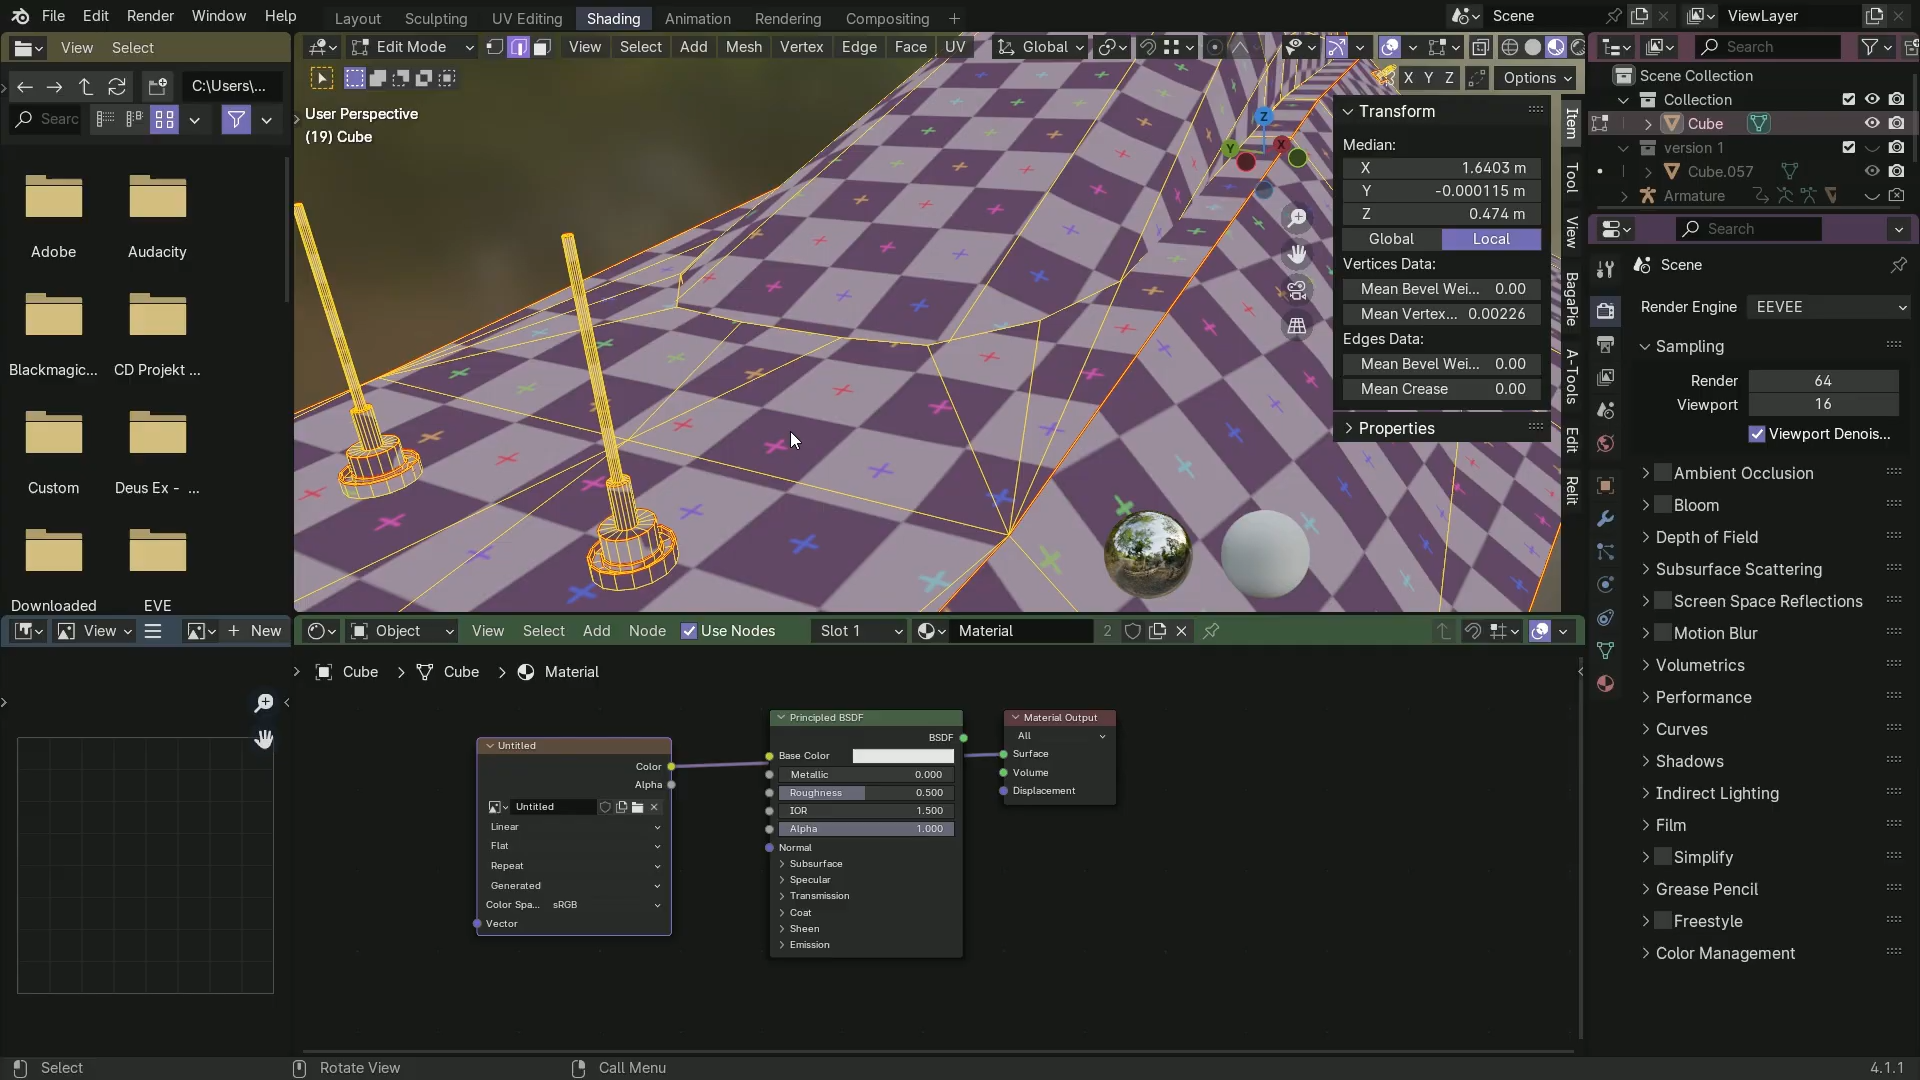 File Edit Render Window Help
Layout Sculpting UV Editing Shading Animation Rendering Compositing +
Scene
ViewLayer
View Select
C:\Users\...
Searc
Adobe Audacity
Blackmagic... CD Projekt ...
Custom Deus Ex - ...
Downloaded EVE
Edit Mode View Select Add Mesh Vertex Edge Face UV Global
X Y Z Options
User Perspective
(19) Cube
Z
Y
X
Transform
Median:
X 1.6403 m
Y -0.000115 m
Z 0.474 m
Global Local
Vertices Data:
Mean Bevel Wei... 0.00
Mean Vertex... 0.00226
Edges Data:
Mean Bevel Wei... 0.00
Mean Crease 0.00
Properties
Item
Tool
View
BagaPie
A-Tools
Edit
Relit
Search
Scene Collection
Collection
Cube
version 1
Cube.057
Armature
Search
Scene
Render Engine EEVEE
Sampling
Render 64
Viewport 16
Viewport Denois...
Ambient Occlusion
Bloom
Depth of Field
Subsurface Scattering
Screen Space Reflections
Motion Blur
Volumetrics
Performance
Curves
Shadows
Indirect Lighting
Film
Simplify
Grease Pencil
Freestyle
Color Management
View + New
Object View Select Add Node Use Nodes Slot 1 Material 2
Cube > Cube > Material
Untitled
Color
Alpha
Untitled
Linear
Flat
Repeat
Generated
Color Spa... sRGB
Vector
Principled BSDF
BSDF
Base Color
Metallic 0.000
Roughness 0.500
IOR 1.500
Alpha 1.000
Normal
Subsurface
Specular
Transmission
Coat
Sheen
Emission
Material Output
All
Surface
Volume
Displacement
Select Rotate View Call Menu 4.1.1